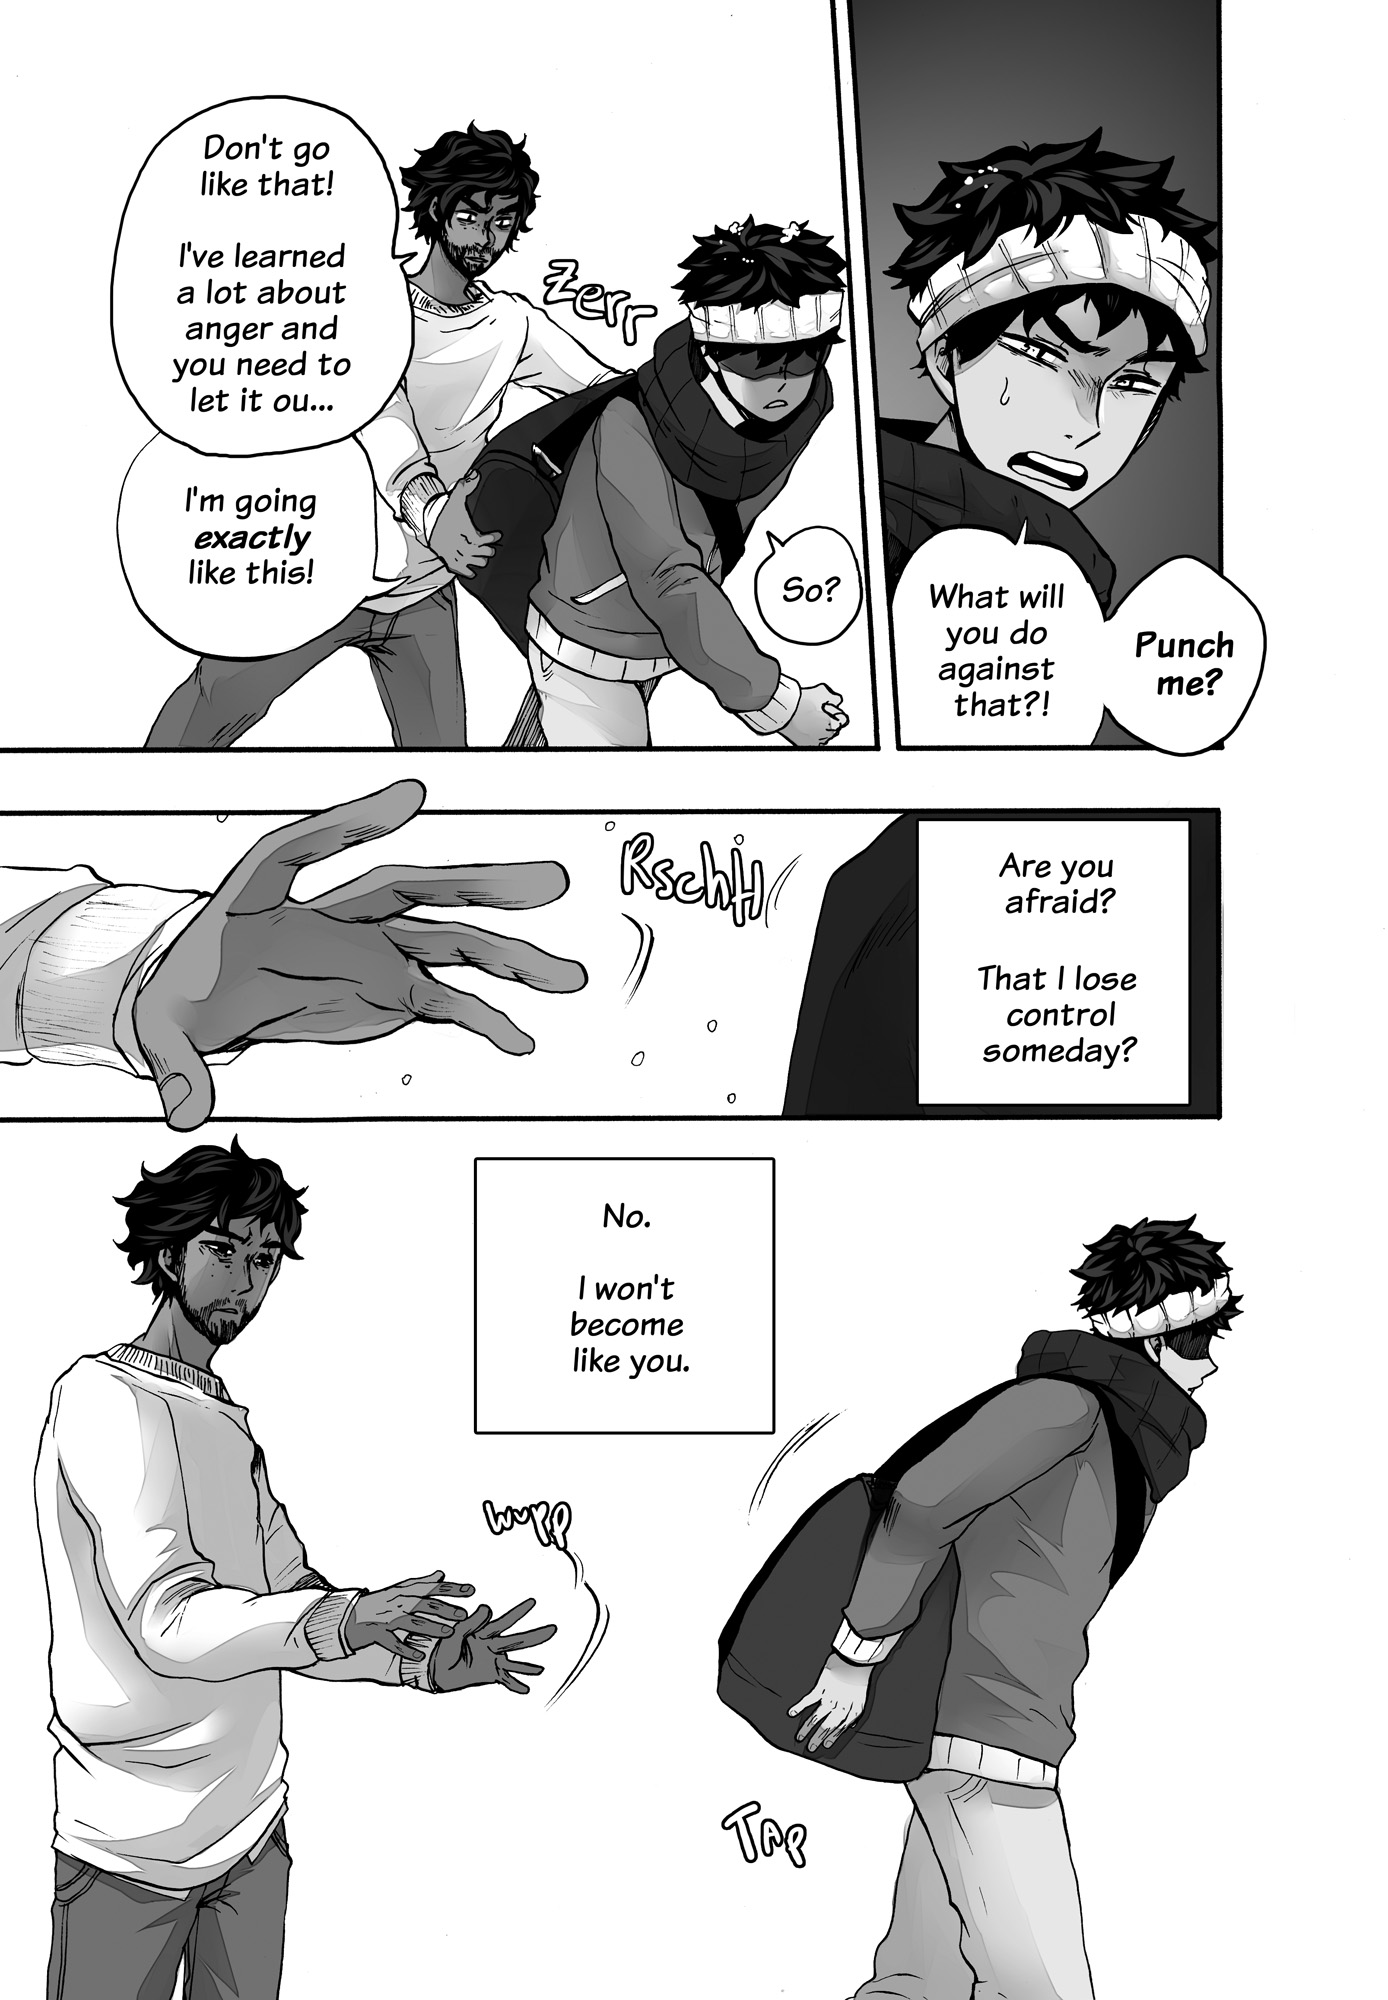 Don't go
like that!
I've learned
a lot about
anger and
you need to
let it ou...
I'm going
exactly
like this!
Zerr
So?
What will
you do
against
that?!
Punch
me?
RschH
Are you
afraid?
That I lose
control
someday?
No.
I won't
become
like you.
wupp
TAP